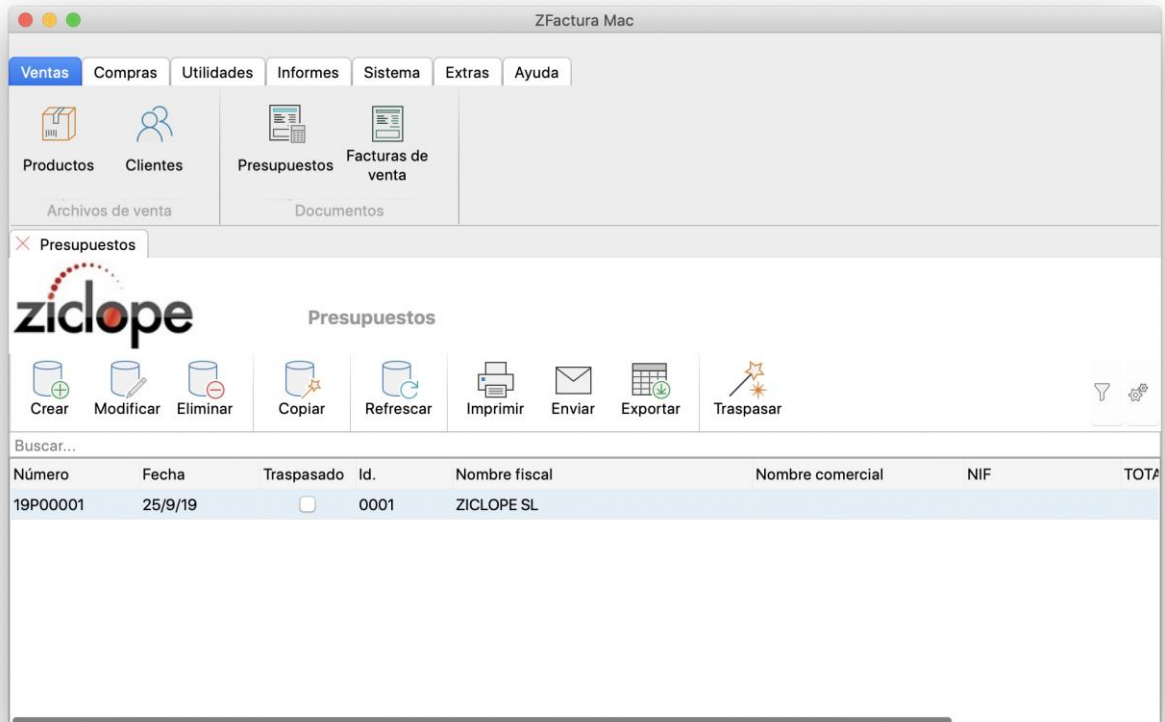 ZFactura Mac
Ventas Compras Utilidades Informes Sistema Extras Ayuda
Productos Clientes Presupuestos Facturas de venta
Archivos de venta Documentos
Presupuestos
ziclope
Presupuestos
Crear Modificar Eliminar Copiar Refrescar Imprimir Enviar Exportar Traspasar
Buscar...
Número Fecha Traspasado Id. Nombre fiscal Nombre comercial NIF TOTA
19P00001 25/9/19 0001 ZICLOPE SL